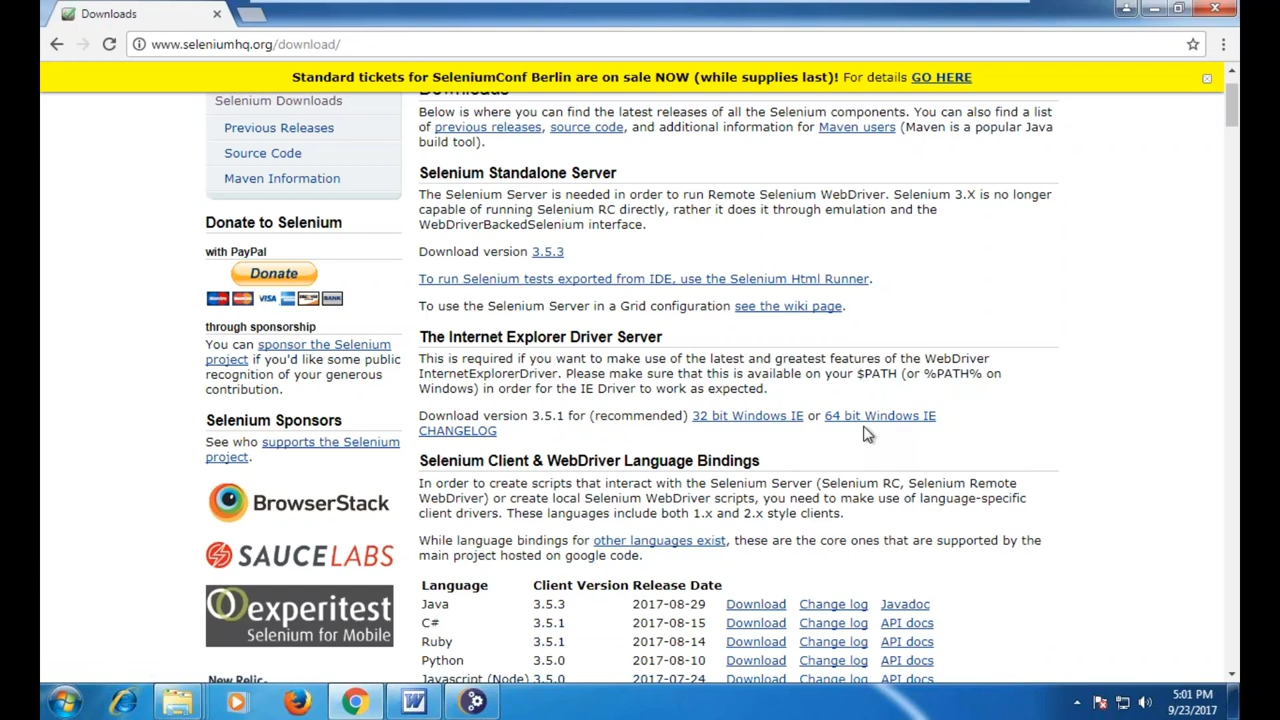 Downloads
www.seleniumhq.org/download/
Standard tickets for SeleniumConf Berlin are on sale NOW (while supplies last)! For details GO HERE
Selenium Downloads
Previous Releases
Source Code
Maven Information
Donate to Selenium
with PayPal
Donate
VISA
BANK
through sponsorship
You can sponsor the Selenium
project if you'd like some public
recognition of your generous
contribution.
Selenium Sponsors
See who supports the Selenium
project.
BrowserStack
SAUCELABS
experitest
Selenium for Mobile
New Relic
Downloads
Below is where you can find the latest releases of all the Selenium components. You can also find a list
of previous releases, source code, and additional information for Maven users (Maven is a popular Java
build tool).
Selenium Standalone Server
The Selenium Server is needed in order to run Remote Selenium WebDriver. Selenium 3.X is no longer
capable of running Selenium RC directly, rather it does it through emulation and the
WebDriverBackedSelenium interface.
Download version 3.5.3
To run Selenium tests exported from IDE, use the Selenium Html Runner.
To use the Selenium Server in a Grid configuration see the wiki page.
The Internet Explorer Driver Server
This is required if you want to make use of the latest and greatest features of the WebDriver
InternetExplorerDriver. Please make sure that this is available on your $PATH (or %PATH% on
Windows) in order for the IE Driver to work as expected.
Download version 3.5.1 for (recommended) 32 bit Windows IE or 64 bit Windows IE
CHANGELOG
Selenium Client & WebDriver Language Bindings
In order to create scripts that interact with the Selenium Server (Selenium RC, Selenium Remote
WebDriver) or create local Selenium WebDriver scripts, you need to make use of language-specific
client drivers. These languages include both 1.x and 2.x style clients.
While language bindings for other languages exist, these are the core ones that are supported by the
main project hosted on google code.
Language Client Version Release Date
Java 3.5.3 2017-08-29 Download Change log Javadoc
C# 3.5.1 2017-08-15 Download Change log API docs
Ruby 3.5.1 2017-08-14 Download Change log API docs
Python 3.5.0 2017-08-10 Download Change log API docs
Javascript (Node) 3.5.0 2017-07-24 Download Change log API docs
5:01 PM
9/23/2017